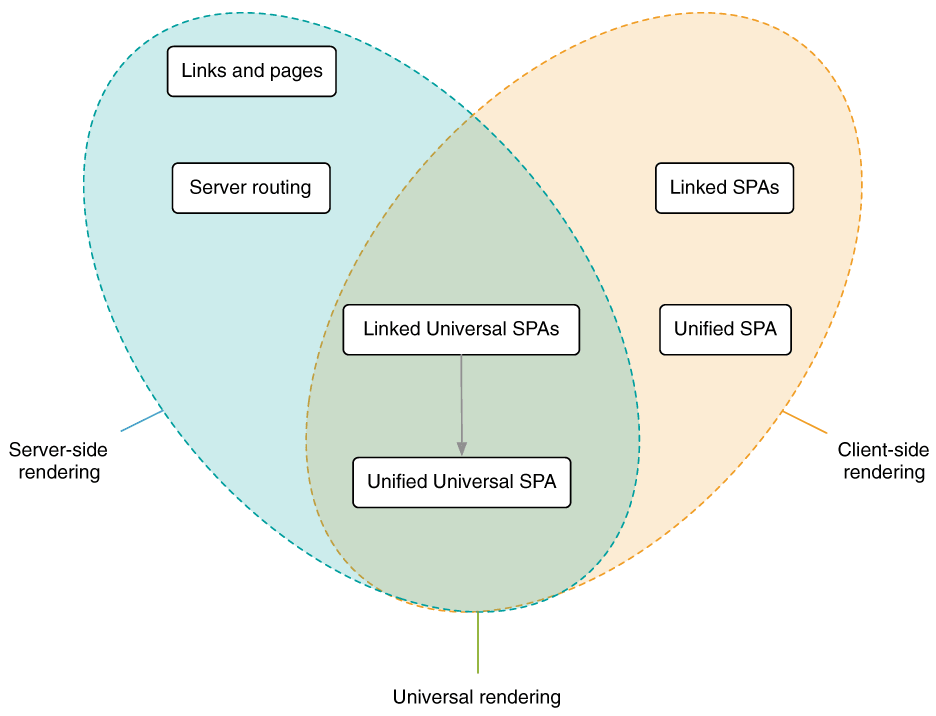 Links and pages
Server routing
Linked SPAs
Linked Universal SPAs
Unified SPA
Server-side
rendering
Client-side
rendering
Unified Universal SPA
Universal rendering